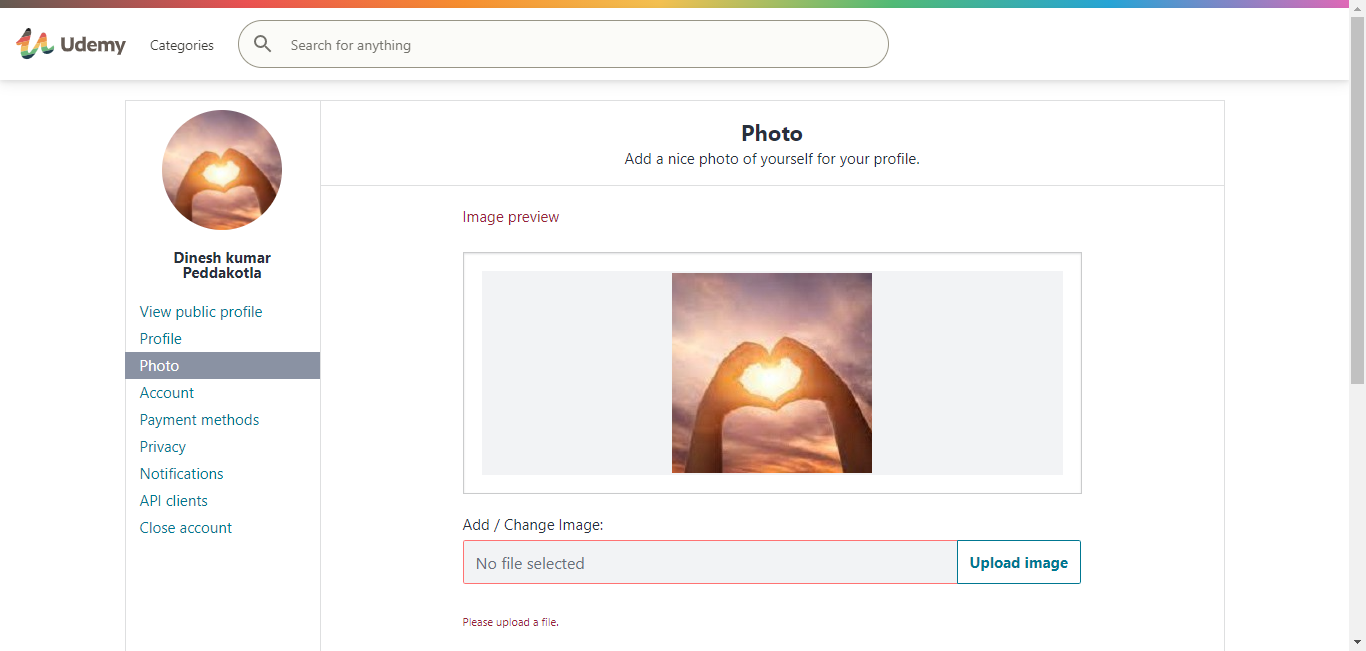 Udemy
Categories
Search for anything
Dinesh kumar
Peddakotla
View public profile
Profile
Photo
Account
Payment methods
Privacy
Notifications
API clients
Close account
Photo
Add a nice photo of yourself for your profile.
Image preview
Add / Change Image:
No file selected
Upload image
Please upload a file.